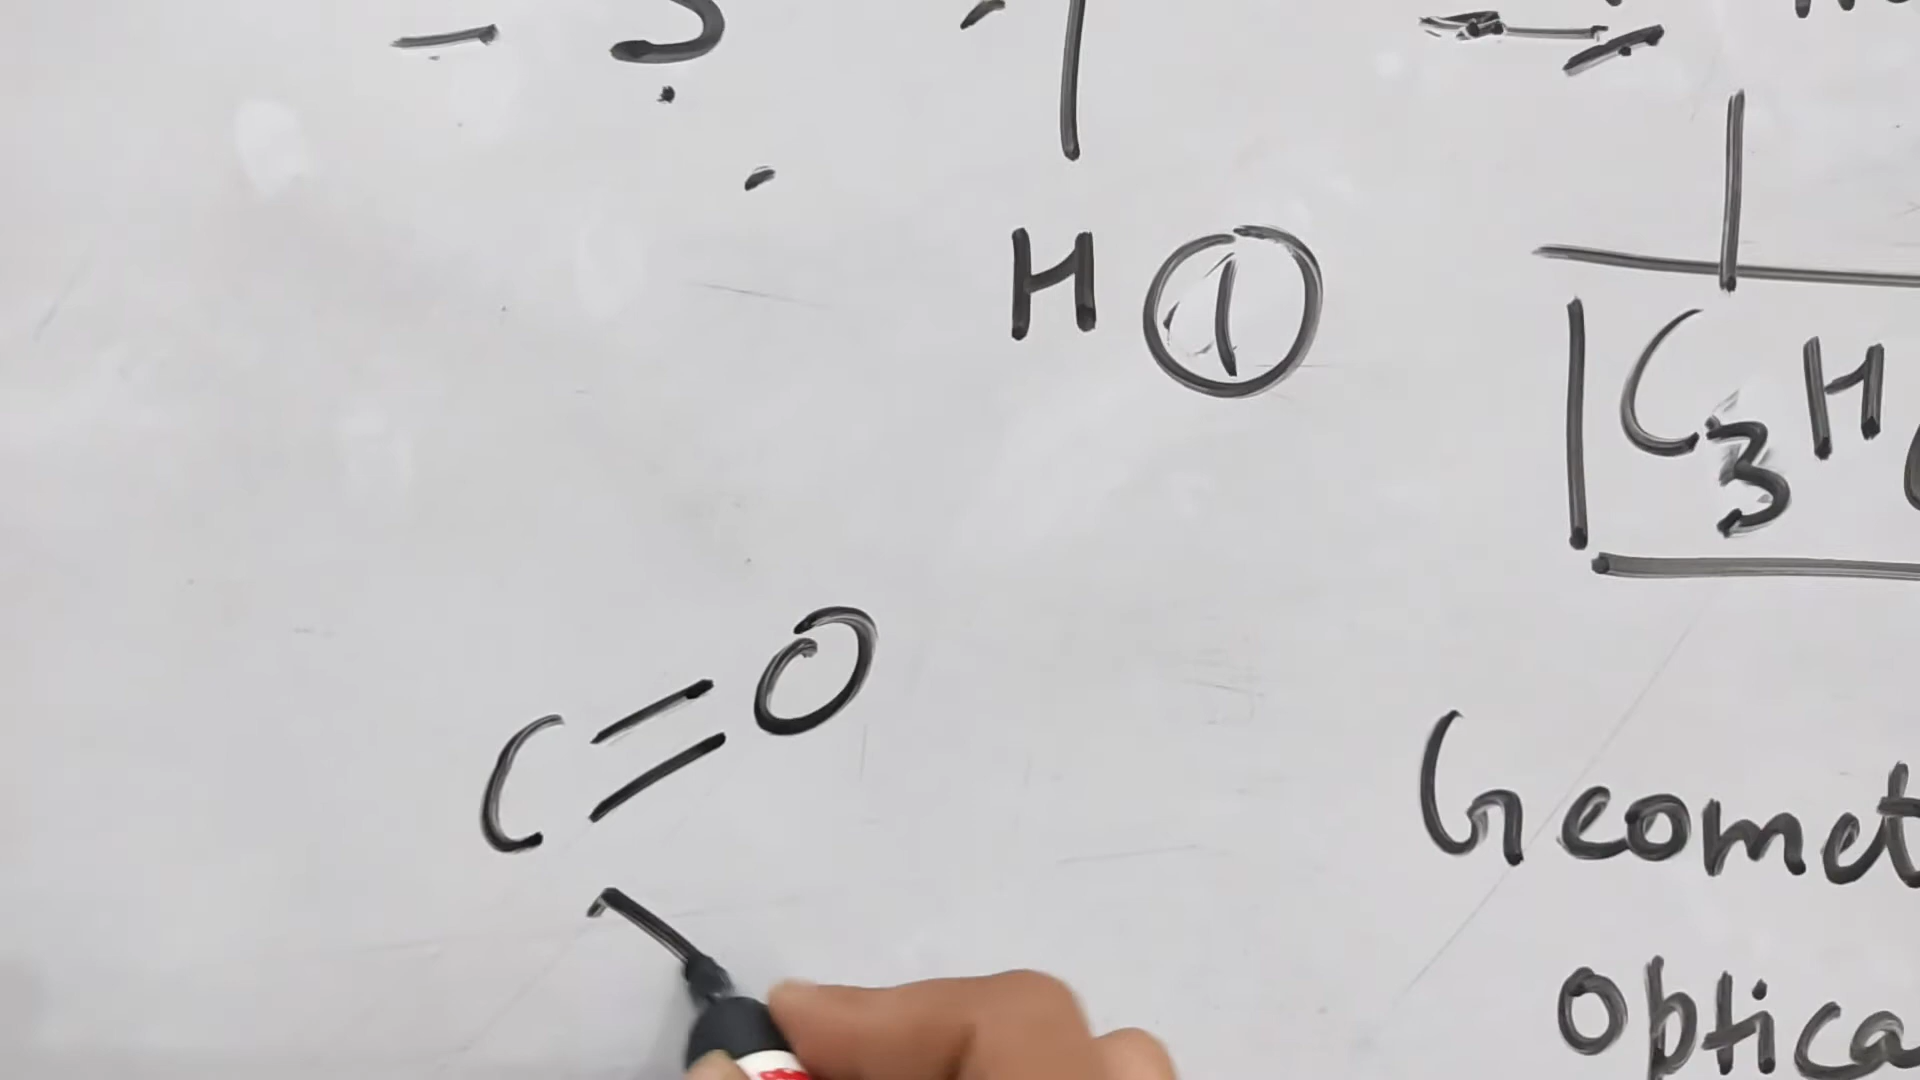 H ①
C₃H
C=O
Geomet
Optica